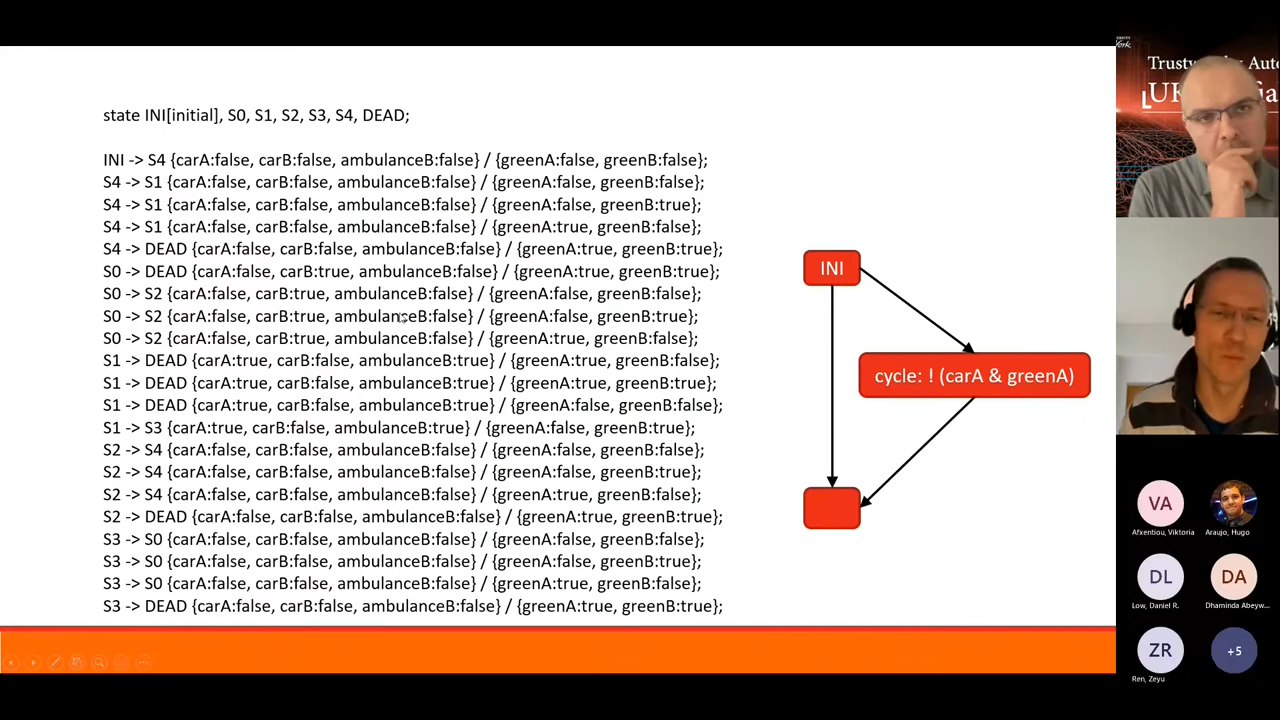 state INI[initial], S0, S1, S2, S3, S4, DEAD;
INI -> S4 {carA:false, carB:false, ambulanceB:false} / {greenA:false, greenB:false};
S4 -> S1 {carA:false, carB:false, ambulanceB:false} / {greenA:false, greenB:false};
S4 -> S1 {carA:false, carB:false, ambulanceB:false} / {greenA:false, greenB:true};
S4 -> S1 {carA:false, carB:false, ambulanceB:false} / {greenA:true, greenB:false};
S4 -> DEAD {carA:false, carB:false, ambulanceB:false} / {greenA:true, greenB:true};
S0 -> DEAD {carA:false, carB:true, ambulanceB:false} / {greenA:true, greenB:true};
S0 -> S2 {carA:false, carB:true, ambulanceB:false} / {greenA:false, greenB:false};
S0 -> S2 {carA:false, carB:true, ambulanceB:false} / {greenA:false, greenB:true};
S0 -> S2 {carA:false, carB:true, ambulanceB:false} / {greenA:true, greenB:false};
S1 -> DEAD {carA:true, carB:false, ambulanceB:true} / {greenA:true, greenB:false};
S1 -> DEAD {carA:true, carB:false, ambulanceB:true} / {greenA:true, greenB:true};
S1 -> DEAD {carA:true, carB:false, ambulanceB:true} / {greenA:false, greenB:false};
S1 -> S3 {carA:true, carB:false, ambulanceB:true} / {greenA:false, greenB:true};
S2 -> S4 {carA:false, carB:false, ambulanceB:false} / {greenA:false, greenB:false};
S2 -> S4 {carA:false, carB:false, ambulanceB:false} / {greenA:false, greenB:true};
S2 -> S4 {carA:false, carB:false, ambulanceB:false} / {greenA:true, greenB:false};
S2 -> DEAD {carA:false, carB:false, ambulanceB:false} / {greenA:true, greenB:true};
S3 -> S0 {carA:false, carB:false, ambulanceB:false} / {greenA:false, greenB:false};
S3 -> S0 {carA:false, carB:false, ambulanceB:false} / {greenA:false, greenB:true};
S3 -> S0 {carA:false, carB:false, ambulanceB:false} / {greenA:true, greenB:false};
S3 -> DEAD {carA:false, carB:false, ambulanceB:false} / {greenA:true, greenB:true};
INI
cycle: ! (carA & greenA)
VA
Afxentiou, Viktoria
Araujo, Hugo
DL
Low, Daniel R.
DA
Dhaminda Abeyw...
ZR
Ren, Zeyu
+5